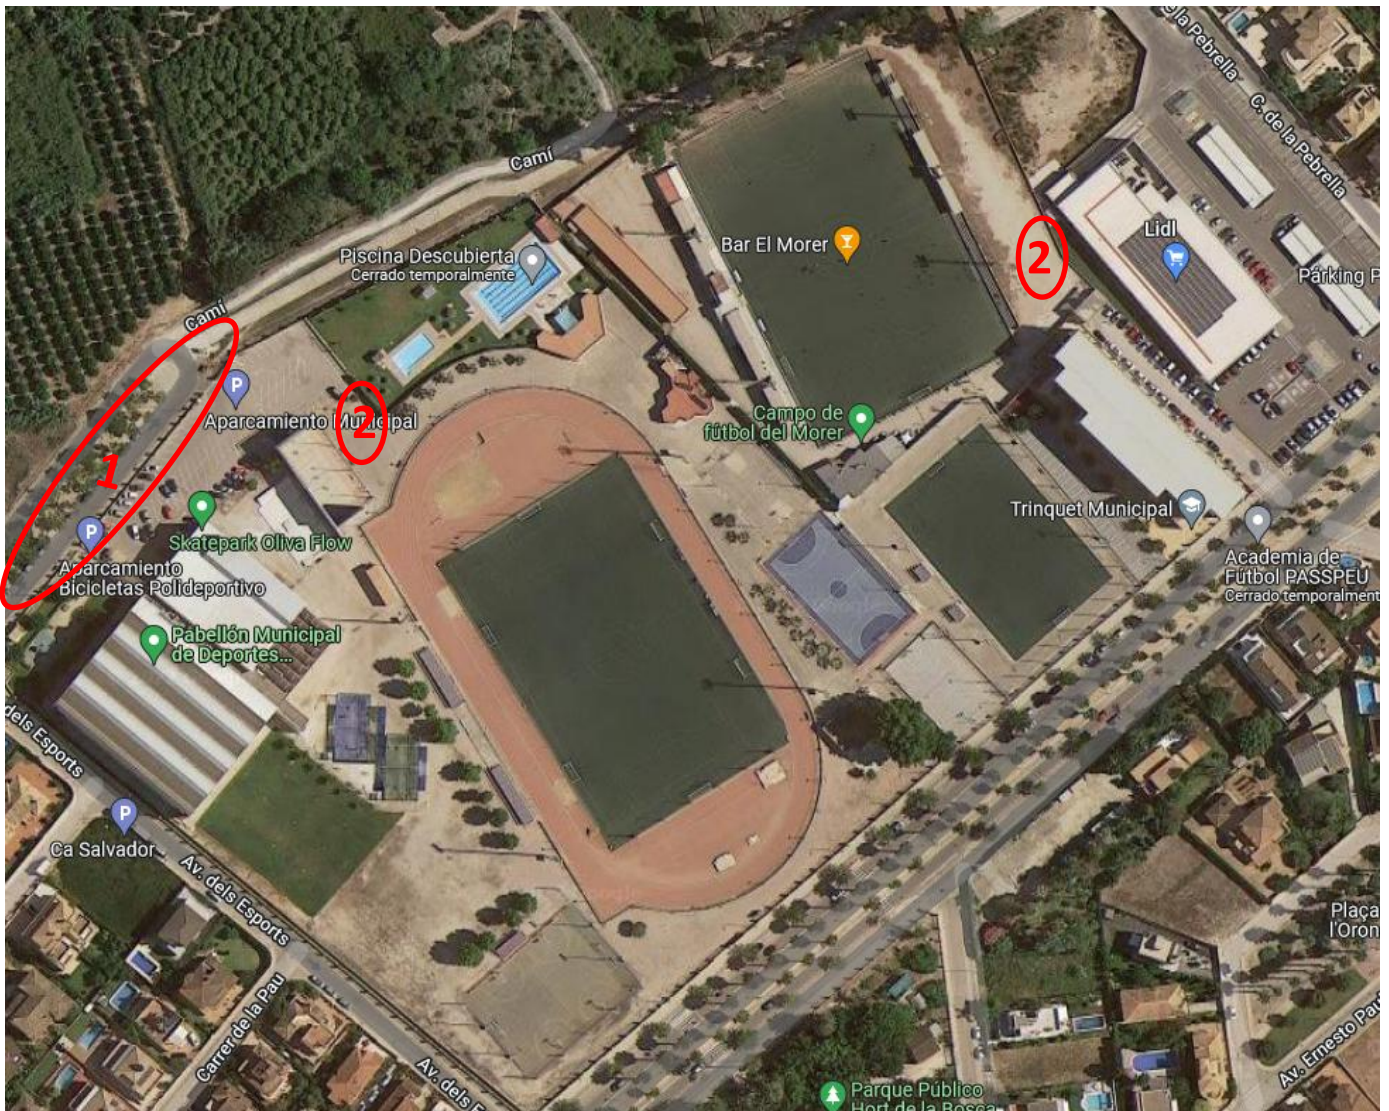 C. de la Pebrella
Camí
Lidl
Bar El Morer
2
Piscina Descubierta
Cerrado temporalmente
Parking P
Camí
Aparcamiento Municipal
2
Campo de
fútbol del Morer
1
Skatepark Oliva Flow
Trinquet Municipal
Aparcamiento
Bicicletas Polideportivo
Academia de
Fútbol PASSPEU
Cerrado temporalment
Pabellón Municipal
de Deportes...
dels Esports
Ca Salvador
Av. dels Esports
Plaça
l'Oron
Carrer de la Pau
Av. dels E
Av. Ernesto Paul
Parque Público
Hort de la Bosca